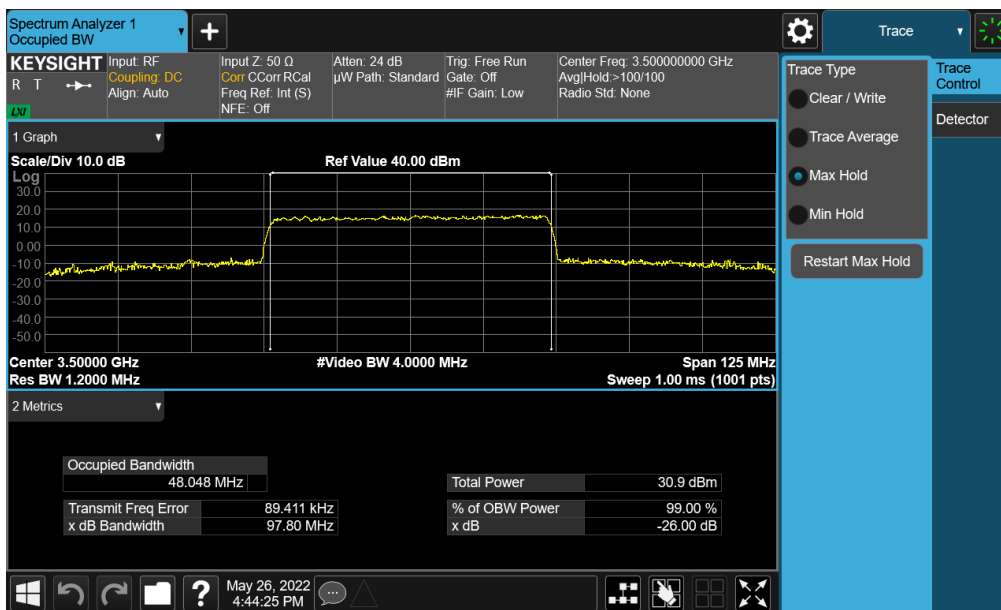 Spectrum Analyzer 1
Occupied BW
Trace
KEYSIGHT
R T
LXI
Input: RF
Coupling: DC
Align: Auto
Input Z: 50 Ω
Corr CCorr RCal
Freq Ref: Int (S)
NFE: Off
Atten: 24 dB
µW Path: Standard
Trig: Free Run
Gate: Off
#IF Gain: Low
Center Freq: 3.500000000 GHz
Avg|Hold:>100/100
Radio Std: None
1 Graph
Scale/Div 10.0 dB
Ref Value 40.00 dBm
Log
30.0
20.0
10.0
0.00
-10.0
-20.0
-30.0
-40.0
-50.0
Center 3.50000 GHz
#Video BW 4.0000 MHz
Span 125 MHz
Res BW 1.2000 MHz
Sweep 1.00 ms (1001 pts)
2 Metrics
Occupied Bandwidth
48.048 MHz
Transmit Freq Error 89.411 kHz
x dB Bandwidth 97.80 MHz
Total Power 30.9 dBm
% of OBW Power 99.00 %
x dB -26.00 dB
?
May 26, 2022
4:44:25 PM
Trace Type
Clear / Write
Trace Average
Max Hold
Min Hold
Restart Max Hold
Trace
Control
Detector